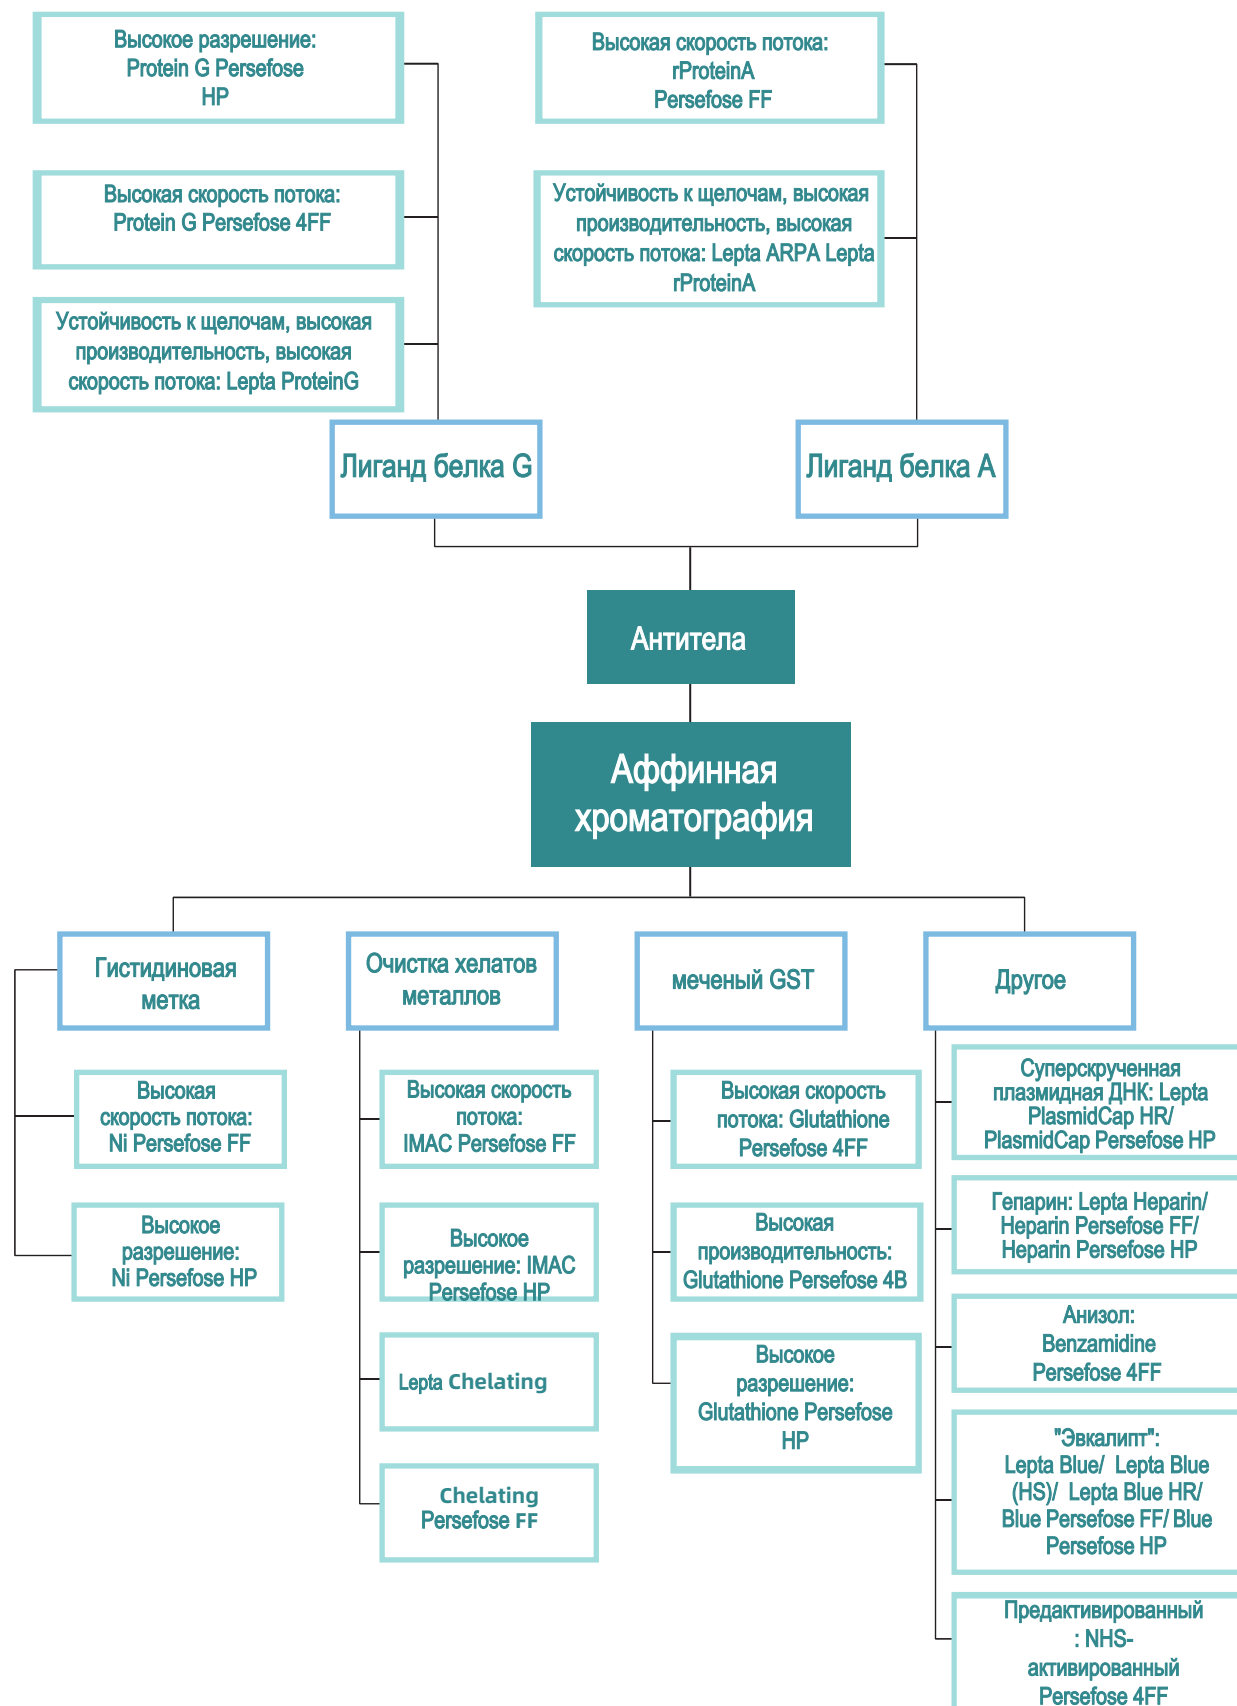 Высокое разрешение:
Protein G Persefose
HP
Высокая скорость потока:
rProteinA
Persefose FF
Высокая скорость потока:
Protein G Persefose 4FF
Устойчивость к щелочам, высокая
производительность, высокая
скорость потока: Lepta ARPA Lepta
rProteinA
Устойчивость к щелочам, высокая
производительность, высокая
скорость потока: Lepta ProteinG
Лиганд белка G
Лиганд белка A
Антитела
Аффинная
хроматография
Гистидиновая
метка
Очистка хелатов
металлов
меченый GST
Другое
Высокая
скорость потока:
Ni Persefose FF
Высокое
разрешение:
Ni Persefose HP
Высокая скорость
потока:
IMAC Persefose FF
Высокое
разрешение: IMAC
Persefose HP
Lepta Chelating
Chelating
Persefose FF
Высокая скорость
потока: Glutathione
Persefose 4FF
Высокая
производительность:
Glutathione Persefose 4B
Высокое
разрешение:
Glutathione Persefose
HP
Суперскрученная
плазмидная ДНК: Lepta
PlasmidCap HR/
PlasmidCap Persefose HP
Гепарин: Lepta Heparin/
Heparin Persefose FF/
Heparin Persefose HP
Анизол:
Benzamidine
Persefose 4FF
"Эвкалипт":
Lepta Blue/ Lepta Blue
(HS)/ Lepta Blue HR/
Blue Persefose FF/ Blue
Persefose HP
Предактивированный
: NHS-
активированный
Persefose 4FF